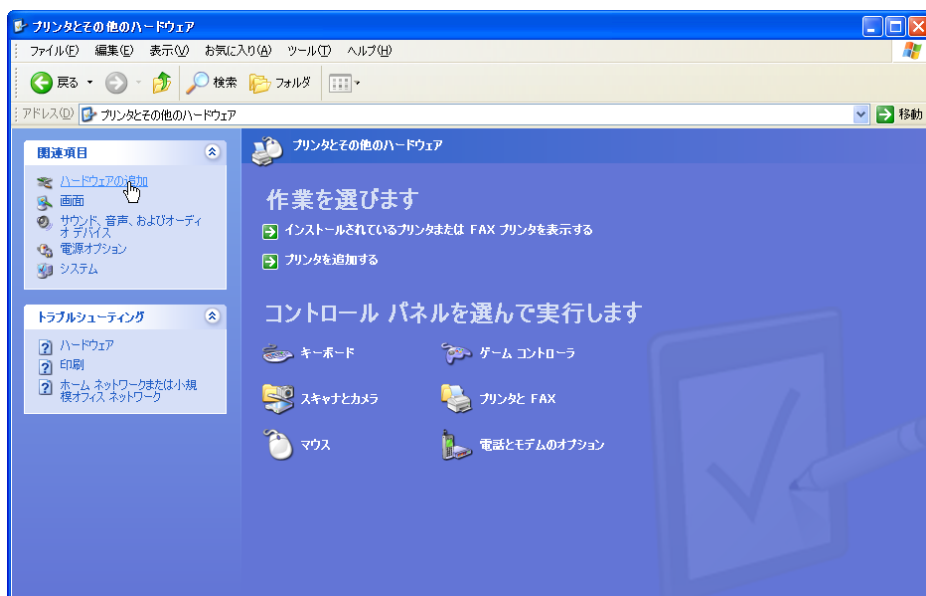 プリンタとその他のハードウェア
ファイル(F) 編集(E) 表示(V) お気に入り(A) ツール(T) ヘルプ(H)
戻る 検索 フォルダ
アドレス(D) プリンタとその他のハードウェア 移動
関連項目
ハードウェアの追加
画面
サウンド、音声、およびオーディ
オ デバイス
電源オプション
システム
トラブルシューティング
ハードウェア
印刷
ホーム ネットワークまたは小規
模オフィス ネットワーク
プリンタとその他のハードウェア
作業を選びます
インストールされているプリンタまたは FAX プリンタを表示する
プリンタを追加する
コントロール パネルを選んで実行します
キーボード ゲーム コントローラ
スキャナとカメラ プリンタと FAX
マウス 電話とモデムのオプション